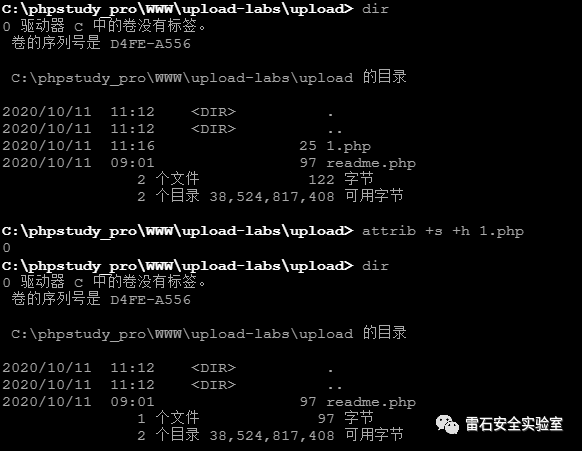 C:\phpstudy_pro\WWW\upload-labs\upload> dir
0 驱动器 C 中的卷没有标签。
卷的序列号是 D4FE-A556
C:\phpstudy_pro\WWW\upload-labs\upload 的目录
2020/10/11  11:12    <DIR>          .
2020/10/11  11:12    <DIR>          ..
2020/10/11  11:16                25 1.php
2020/10/11  09:01                97 readme.php
2 个文件            122 字节
2 个目录 38,524,817,408 可用字节
C:\phpstudy_pro\WWW\upload-labs\upload> attrib +s +h 1.php
0
C:\phpstudy_pro\WWW\upload-labs\upload> dir
0 驱动器 C 中的卷没有标签。
卷的序列号是 D4FE-A556
C:\phpstudy_pro\WWW\upload-labs\upload 的目录
2020/10/11  11:12    <DIR>          .
2020/10/11  11:12    <DIR>          ..
2020/10/11  09:01                97 readme.php
1 个文件             97 字节
2 个目录 38,524,817,408 可用字节
雷石安全实验室